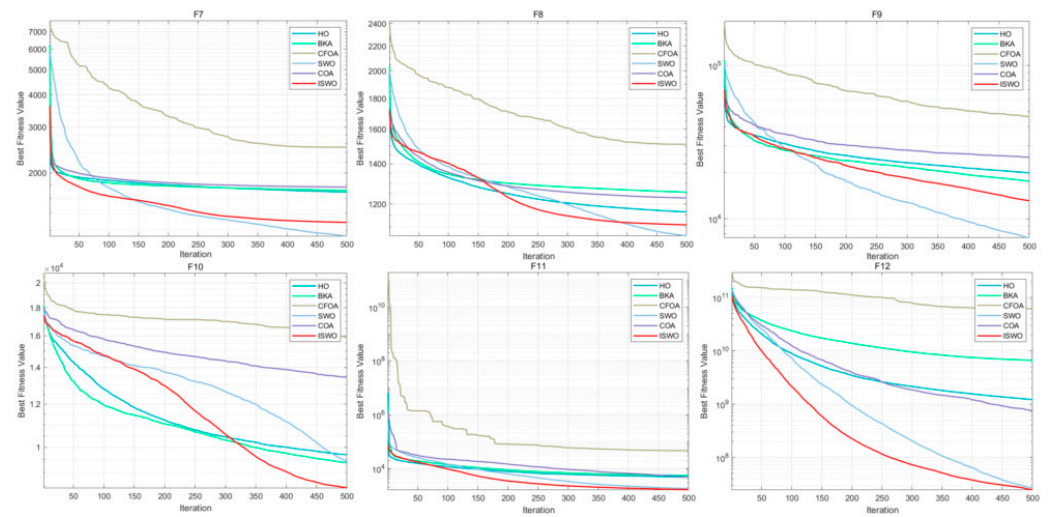 F7
Best Fitness Value
7000
6000
5000
4000
3000
2000
50 100 150 200 250 300 350 400 450 500
Iteration
HO
BKA
CFOA
SWO
COA
ISWO
F8
Best Fitness Value
2400
2200
2000
1800
1600
1400
1200
50 100 150 200 250 300 350 400 450 500
Iteration
HO
BKA
CFOA
SWO
COA
ISWO
F9
Best Fitness Value
10^5
10^4
50 100 150 200 250 300 350 400 450 500
Iteration
HO
BKA
CFOA
SWO
COA
ISWO
F10
×10^4
Best Fitness Value
2
1.8
1.6
1.4
1.2
1
50 100 150 200 250 300 350 400 450 500
Iteration
HO
BKA
CFOA
SWO
COA
ISWO
F11
Best Fitness Value
10^10
10^8
10^6
10^4
50 100 150 200 250 300 350 400 450 500
Iteration
HO
BKA
CFOA
SWO
COA
ISWO
F12
Best Fitness Value
10^11
10^10
10^9
10^8
50 100 150 200 250 300 350 400 450 500
Iteration
HO
BKA
CFOA
SWO
COA
ISWO